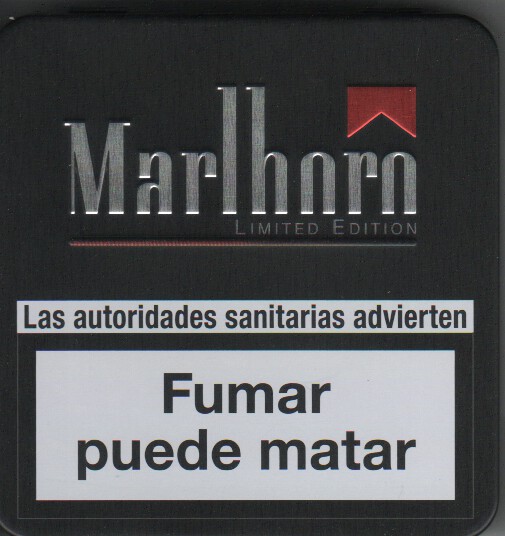 Marlboro
LIMITED EDITION
Las autoridades sanitarias advierten
Fumar
puede matar